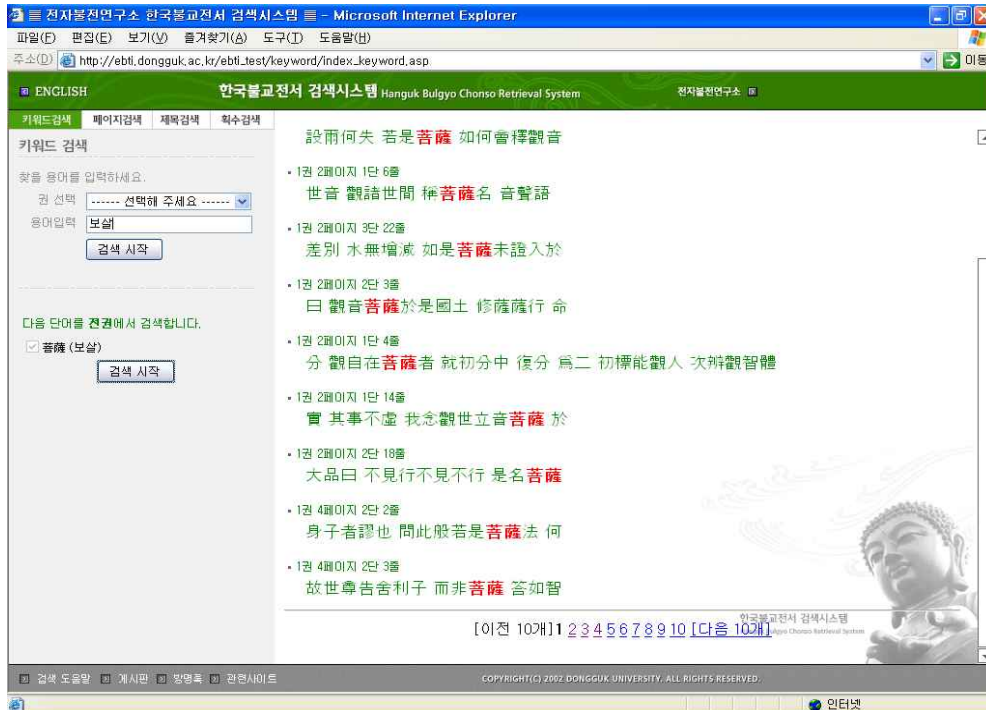 전자불전연구소 한국불교전서 검색시스템 ≣ - Microsoft Internet Explorer
파일(F) 편집(E) 보기(V) 즐겨찾기(A) 도구(T) 도움말(H)
주소(D) http://ebti.dongguk.ac.kr/ebti_test/keyword/index_keyword.asp 이동
ENGLISH 한국불교전서 검색시스템 Hanguk Bulgyo Chonso Retrieval System 전자불전연구소
키워드검색 페이지검색 제목검색 획수검색
키워드 검색
찾을 용어를 입력하세요.
권 선택 ------ 선택해 주세요 ------
용어입력 보살
검색 시작
다음 단어를 전권에서 검색합니다.
菩薩 (보살)
검색 시작
設雨何失 若是菩薩 如何會釋觀音
1권 2페이지 1단 6줄
世音 觀諸世間 稱菩薩名 音聲語
1권 2페이지 3단 22줄
差別 水無增減 如是菩薩未證入於
1권 2페이지 2단 3줄
曰 觀音菩薩於是國土 修薩薩行 命
1권 2페이지 1단 4줄
分 觀自在菩薩者 就初分中 復分 爲二 初標能觀人 次辨觀智體
1권 2페이지 1단 14줄
實 其事不虛 我念觀世立音菩薩 於
1권 2페이지 2단 18줄
大品曰 不見行不見不行 是名菩薩
1권 4페이지 2단 2줄
身子者謬也 問此般若是菩薩法 何
1권 4페이지 2단 3줄
故世尊告舍利子 而非菩薩 答如智
[이전 10개]1 2 3 4 5 6 7 8 9 10 [다음 10개]
한국불교전서 검색시스템
Bulgyo Chonso Retrieval System
검색 도움말 게시판 방명록 관련사이트
COPYRIGHT(C) 2002 DONGGUK UNIVERSITY. ALL RIGHTS RESERVED.
인터넷